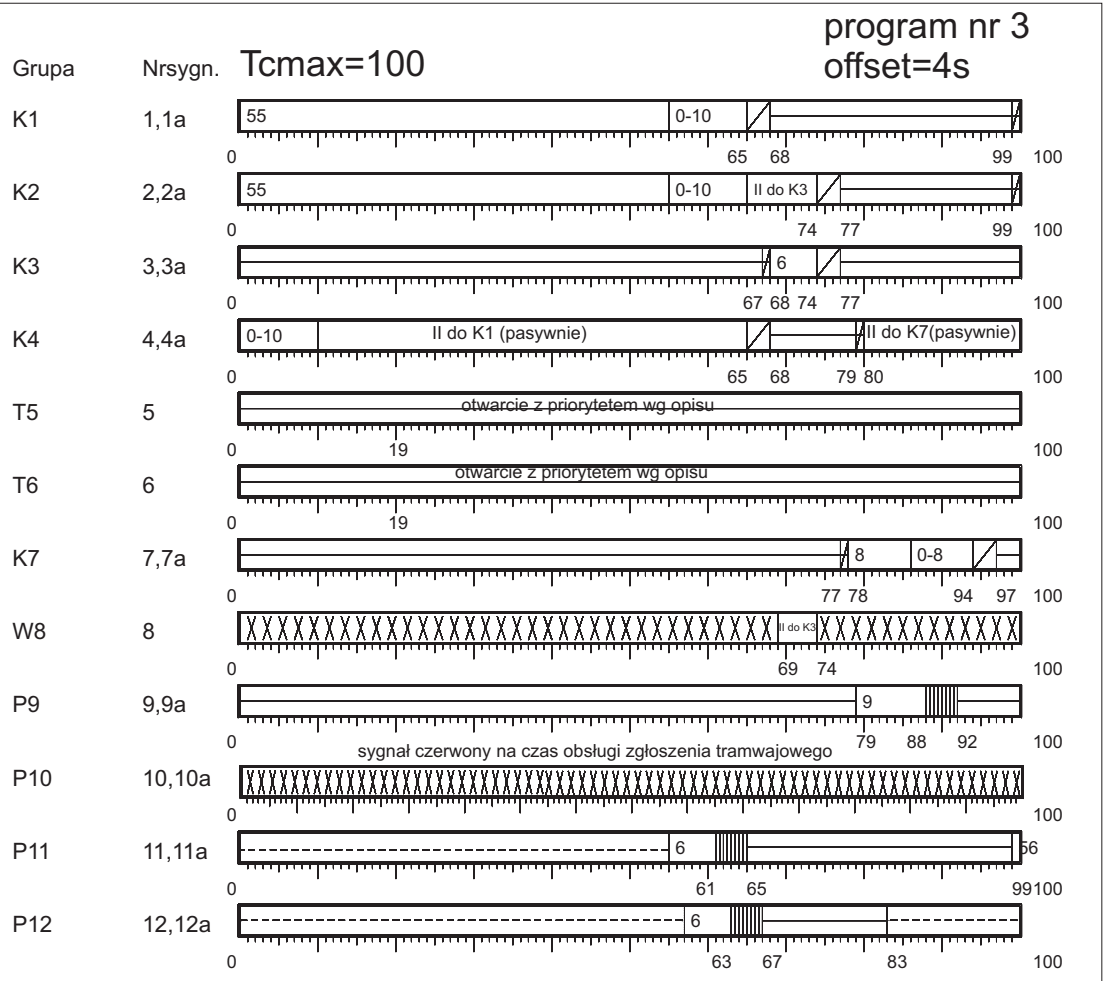 program nr 3
Grupa Nrsygn. Tcmax=100 offset=4s
K1 1,1a 55 0-10
0 65 68 99 100
K2 2,2a 55 0-10 II do K3
0 74 77 99 100
K3 3,3a 6
0 67 68 74 77 100
K4 4,4a 0-10 II do K1 (pasywnie) II do K7(pasywnie)
0 65 68 79 80 100
T5 5 otwarcie z priorytetem wg opisu
0 19 100
T6 6 otwarcie z priorytetem wg opisu
0 19 100
K7 7,7a 8 0-8
0 77 78 94 97 100
W8 8 II do K3
0 69 74 100
P9 9,9a 9
0 79 88 92 100
sygnał czerwony na czas obsługi zgłoszenia tramwajowego
P10 10,10a
0 100
P11 11,11a 6 56
0 61 65 99 100
P12 12,12a 6
0 63 67 83 100